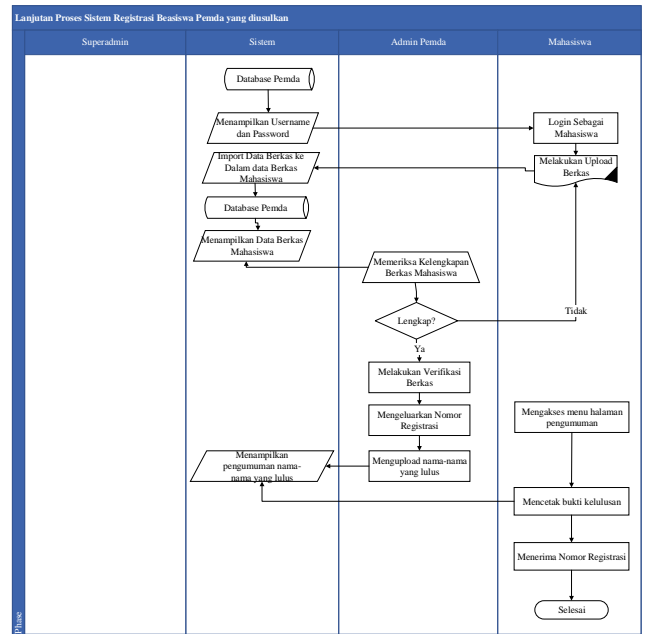 Lanjutan Proses Sistem Registrasi Beasiswa Pemda yang diusulkan
Superadmin
Sistem
Admin Pemda
Mahasiswa
Database Pemda
Menampilkan Username
dan Password
Login Sebagai
Mahasiswa
Import Data Berkas ke
Dalam data Berkas
Mahasiswa
Melakukan Upload
Berkas
Database Pemda
Menampilkan Data Berkas
Mahasiswa
Memeriksa Kelengkapan
Berkas Mahasiswa
Lengkap?
Tidak
Ya
Melakukan Verifikasi
Berkas
Mengeluarkan Nomor
Registrasi
Mengakses menu halaman
pengumuman
Menampilkan
pengumuman nama-
nama yang lulus
Mengupload nama-nama
yang lulus
Mencetak bukti kelulusan
Menerima Nomor Registrasi
Selesai
Phase